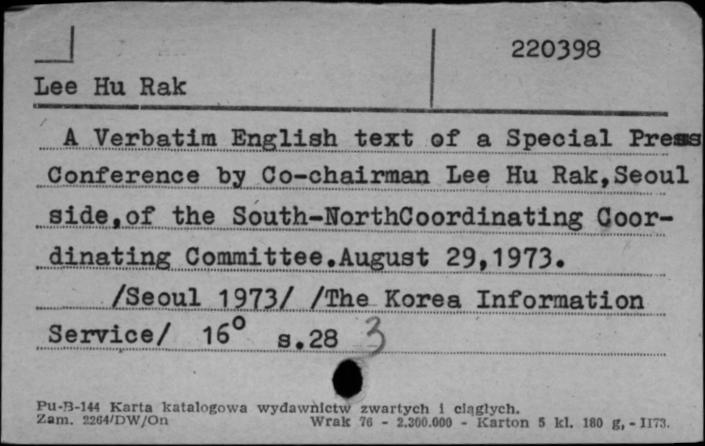 220398
Lee Hu Rak
A Verbatim English text of a Special Press
Conference by Co-chairman Lee Hu Rak,Seoul
side,of the South-NorthCoordinating Coor-
dinating Committee.August 29,1973.
/Seoul 1973/ /The Korea Information
Service/ 16° s.28 3
Pu-B-144 Karta katalogowa wydawnictw zwartych i ciągłych.
Zam. 2264/DW/On Wrak 76 - 2.300.000 - Karton 5 kl. 180 g, - II73.